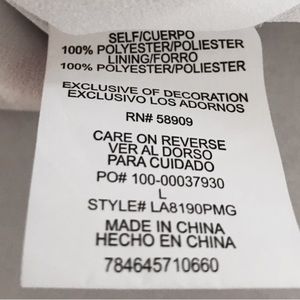 SELF/CUERPO
100% POLYESTER/POLIESTER
LINING/FORRO
100% POLYESTER/POLIESTER
EXCLUSIVE OF DECORATION
EXCLUSIVO LOS ADORNOS
RN# 58909
CARE ON REVERSE
VER AL DORSO
PARA CUIDADO
PO# 100-00037930
L
STYLE# LA8190PMG
MADE IN CHINA
HECHO EN CHINA
784645710660